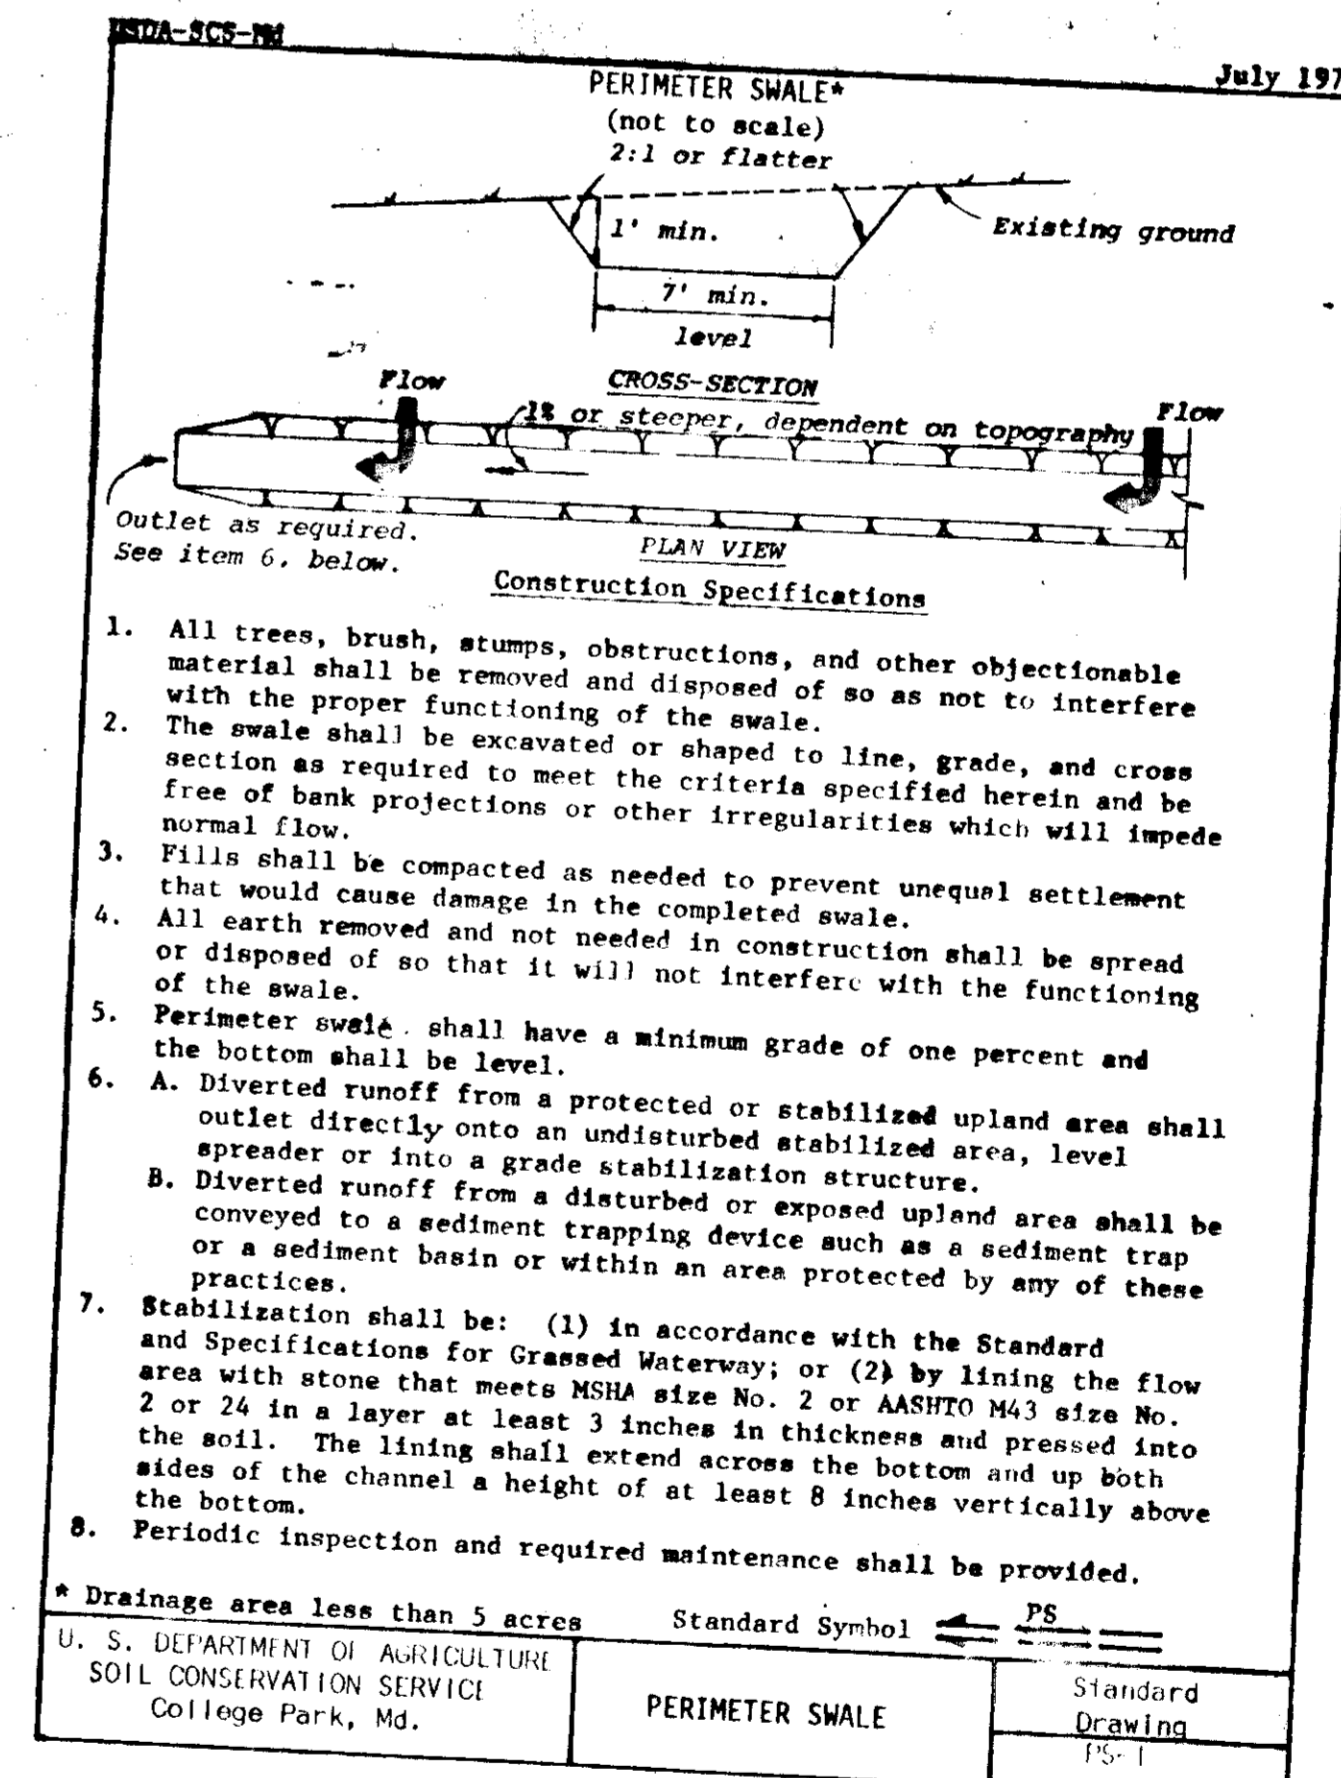 USDA-SCS-Md
July 197
PERIMETER SWALE*
(not to scale)
2:1 or flatter
1' min.
Existing ground
7' min.
level
CROSS-SECTION
Flow
1% or steeper, dependent on topography
Flow
Outlet as required.
See item 6, below.
PLAN VIEW
Construction Specifications
1. All trees, brush, stumps, obstructions, and other objectionable
material shall be removed and disposed of so as not to interfere
with the proper functioning of the swale.
2. The swale shall be excavated or shaped to line, grade, and cross
section as required to meet the criteria specified herein and be
free of bank projections or other irregularities which will impede
normal flow.
3. Fills shall be compacted as needed to prevent unequal settlement
that would cause damage in the completed swale.
4. All earth removed and not needed in construction shall be spread
or disposed of so that it will not interfere with the functioning
of the swale.
5. Perimeter swale shall have a minimum grade of one percent and
the bottom shall be level.
6. A. Diverted runoff from a protected or stabilized upland area shall
outlet directly onto an undisturbed stabilized area, level
spreader or into a grade stabilization structure.
B. Diverted runoff from a disturbed or exposed upland area shall be
conveyed to a sediment trapping device such as a sediment trap
or a sediment basin or within an area protected by any of these
practices.
7. Stabilization shall be: (1) in accordance with the Standard
and Specifications for Grassed Waterway; or (2) by lining the flow
area with stone that meets MSHA size No. 2 or AASHTO M43 size No.
2 or 24 in a layer at least 3 inches in thickness and pressed into
the soil. The lining shall extend across the bottom and up both
sides of the channel a height of at least 8 inches vertically above
the bottom.
8. Periodic inspection and required maintenance shall be provided.
* Drainage area less than 5 acres
Standard Symbol
PS
U. S. DEPARTMENT OF AGRICULTURE
SOIL CONSERVATION SERVICE
College Park, Md.
PERIMETER SWALE
Standard
Drawing
PS-1